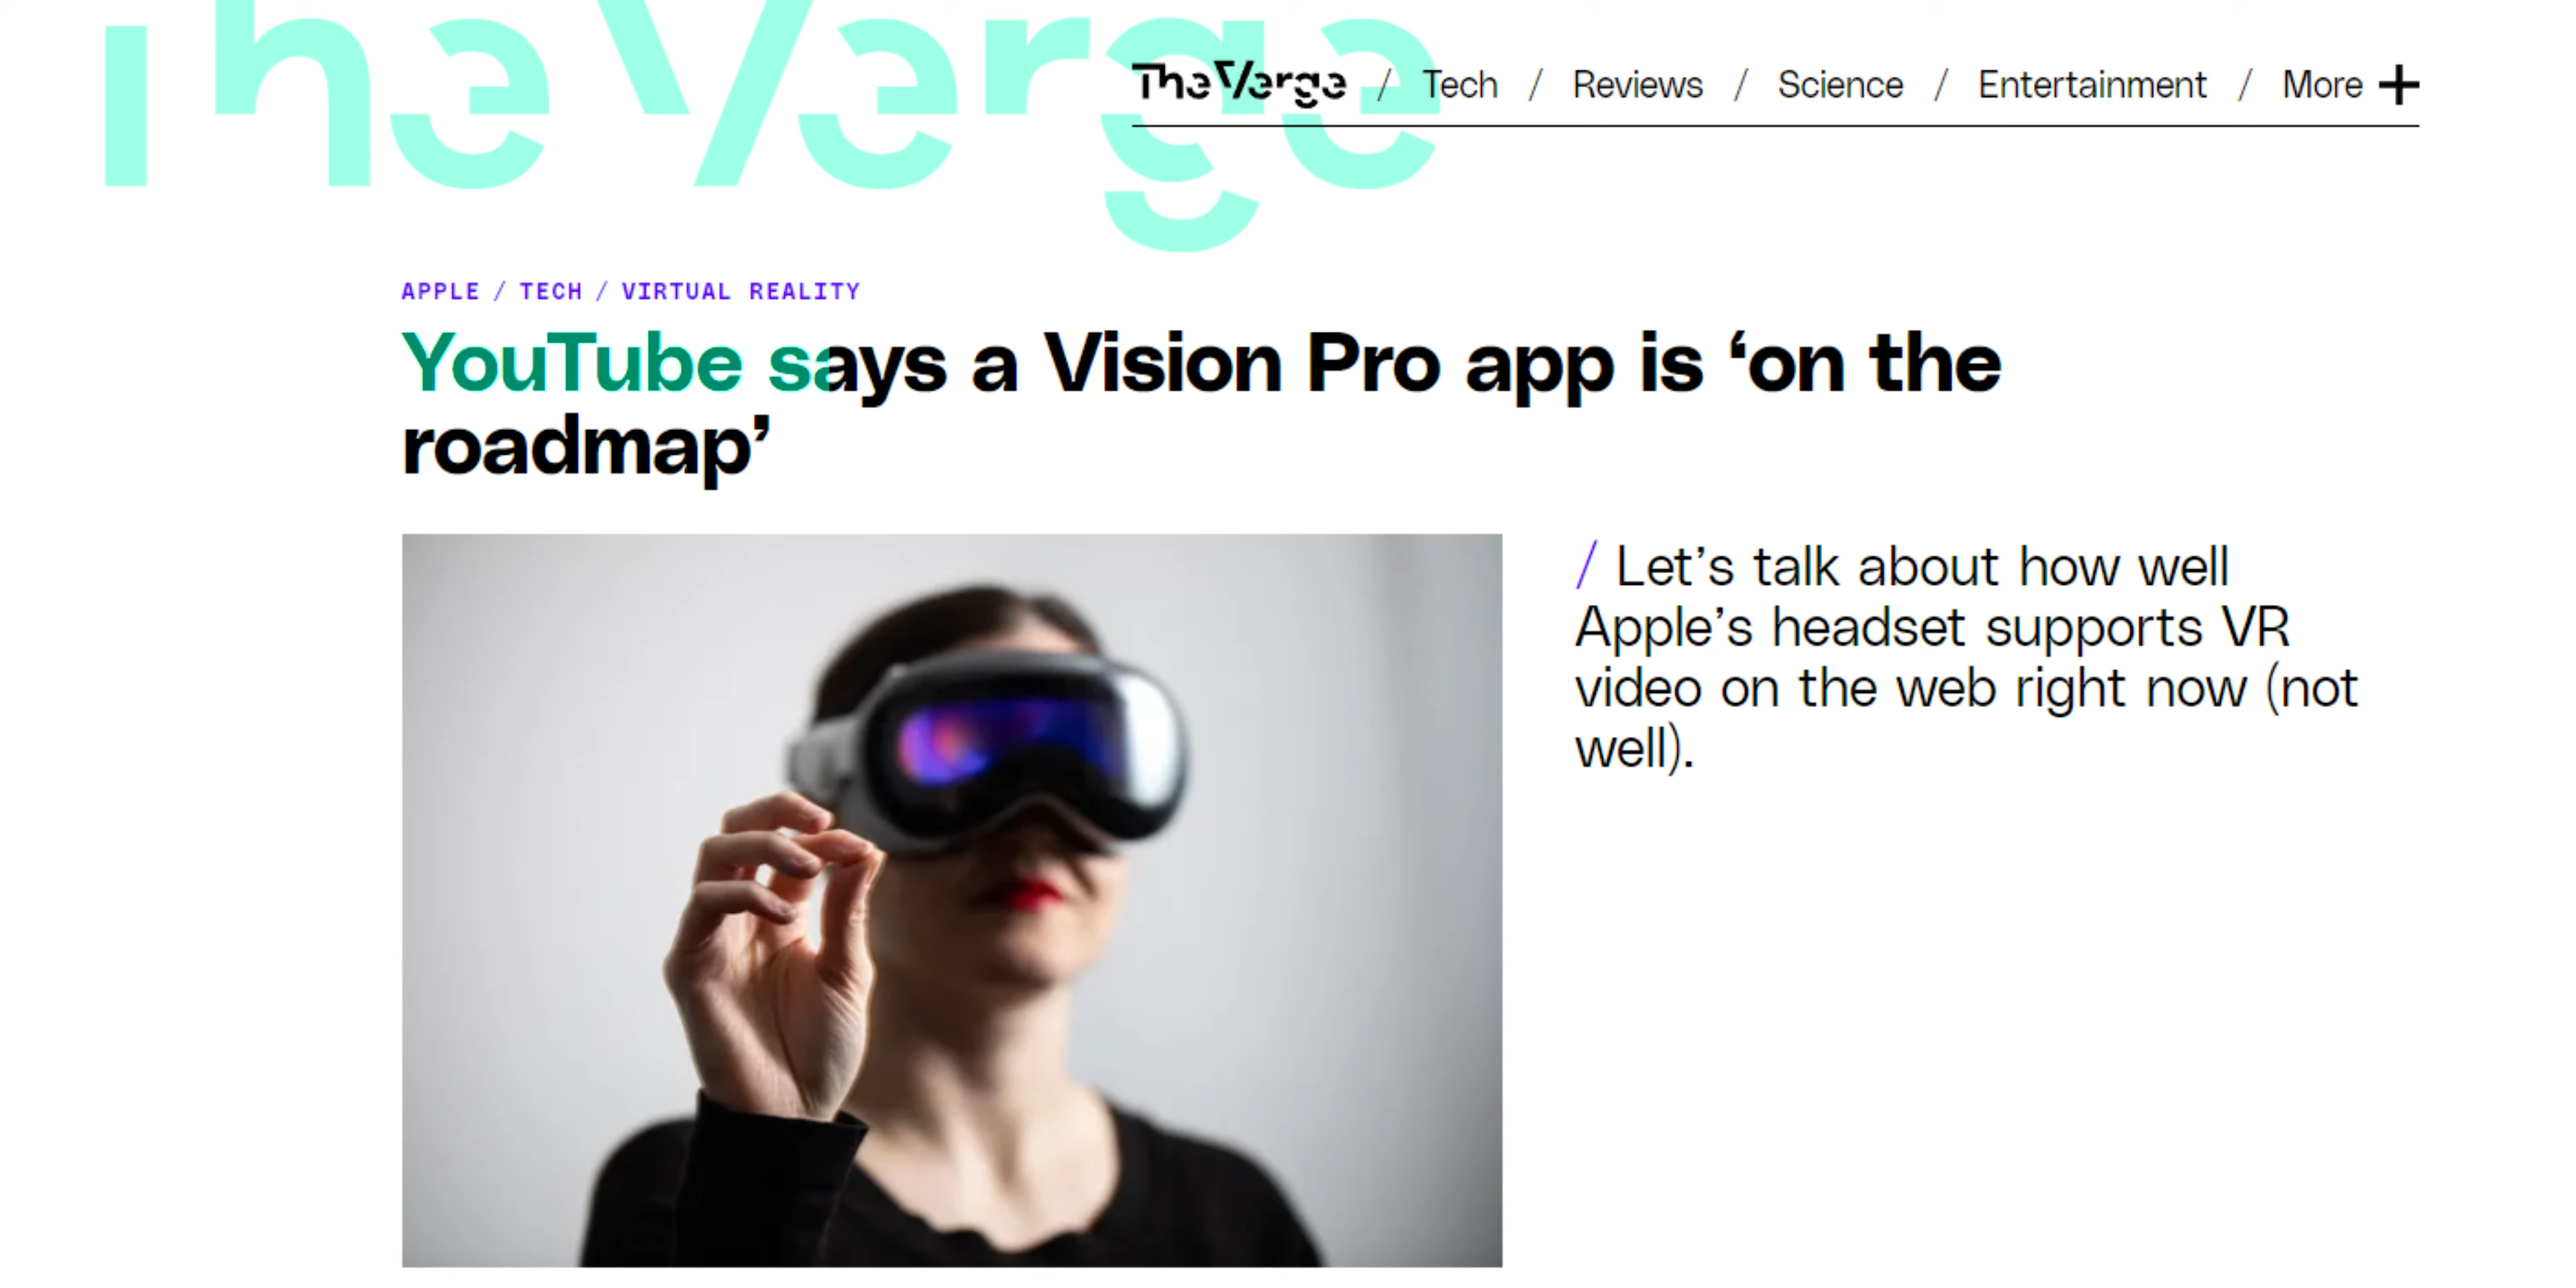 The Verge
The Verge / Tech / Reviews / Science / Entertainment / More +
APPLE / TECH / VIRTUAL REALITY
YouTube says a Vision Pro app is ‘on the
roadmap’
/ Let’s talk about how well
Apple’s headset supports VR
video on the web right now (not
well).